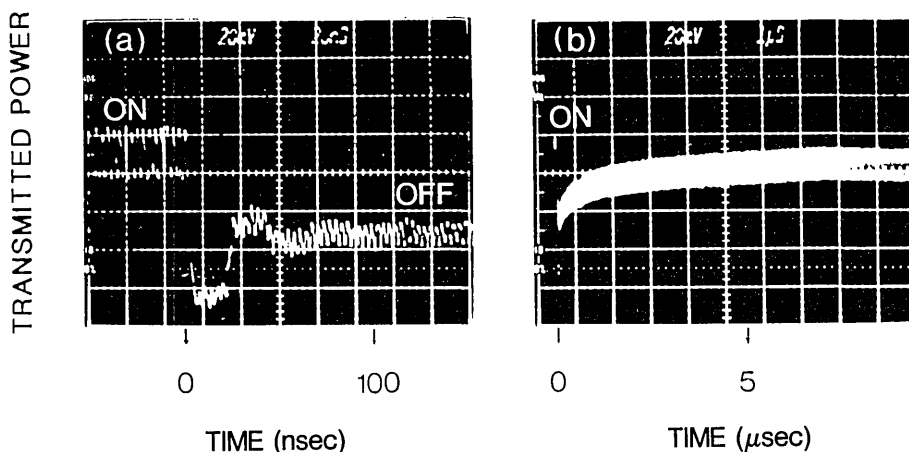 TRANSMITTED POWER
(a)
ON
OFF
0
100
TIME (nsec)
(b)
ON
0
5
TIME (μsec)